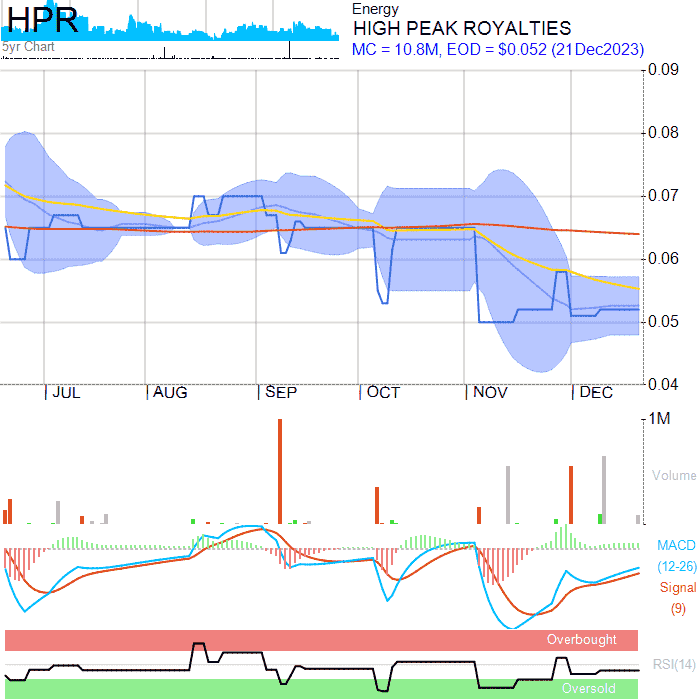 HPR
5yr Chart
Energy
HIGH PEAK ROYALTIES
MC = 10.8M, EOD = $0.052 (21Dec2023)
0.09
0.08
0.07
0.06
0.05
0.04
JUL AUG SEP OCT NOV DEC
1M
Volume
MACD
(12-26)
Signal
(9)
Overbought
RSI(14)
Oversold